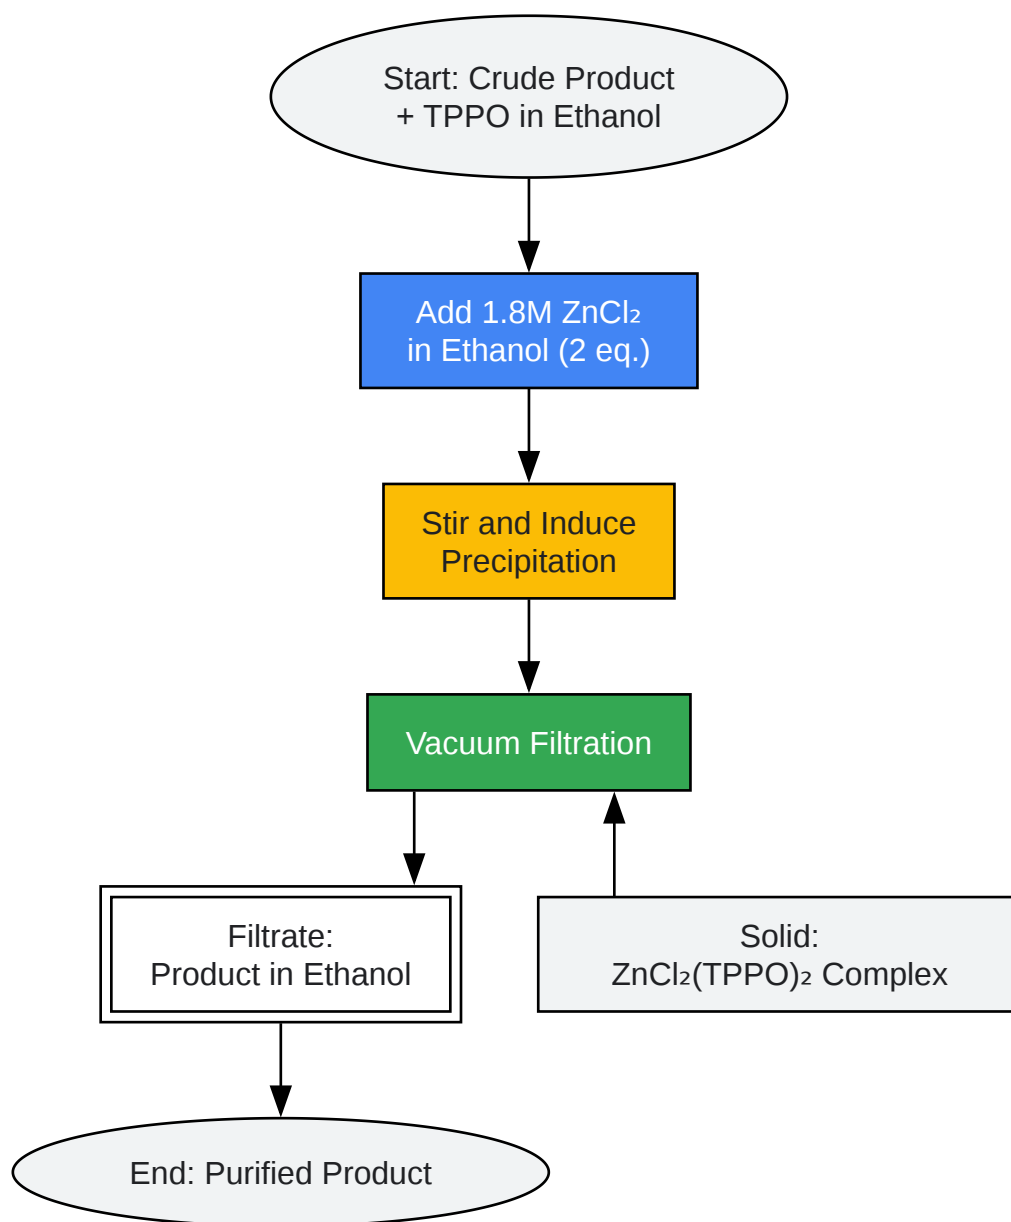 Start: Crude Product
+ TPPO in Ethanol
Add 1.8M ZnCl₂
in Ethanol (2 eq.)
Stir and Induce
Precipitation
Vacuum Filtration
Filtrate:
Product in Ethanol
Solid:
ZnCl₂(TPPO)₂ Complex
End: Purified Product